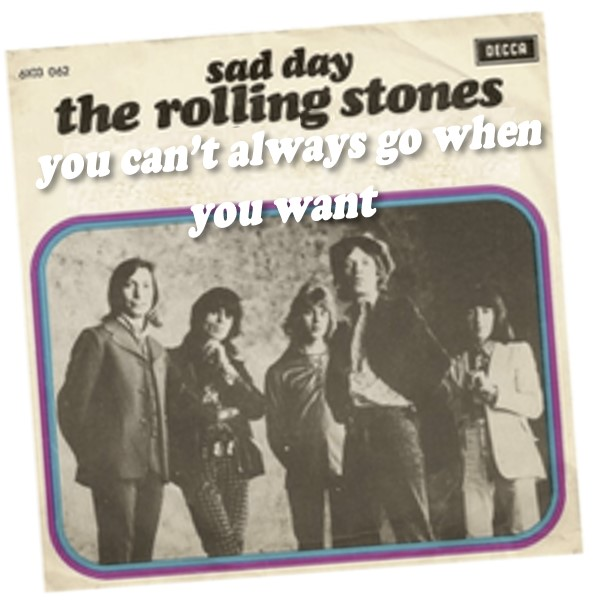 DECCA
6103 062
sad day
the rolling stones
you can't always go when
you want